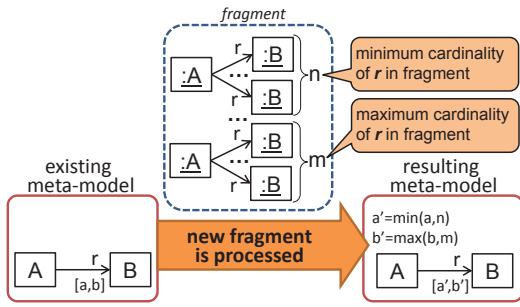 fragment
r
:A
:B
...
r
:B
n
minimum cardinality
of r in fragment
...
r
:A
:B
...
r
:B
m
maximum cardinality
of r in fragment
existing
meta-model
A
r
[a,b]
B
new fragment
is processed
resulting
meta-model
a'=min(a,n)
b'=max(b,m)
A
r
[a',b']
B